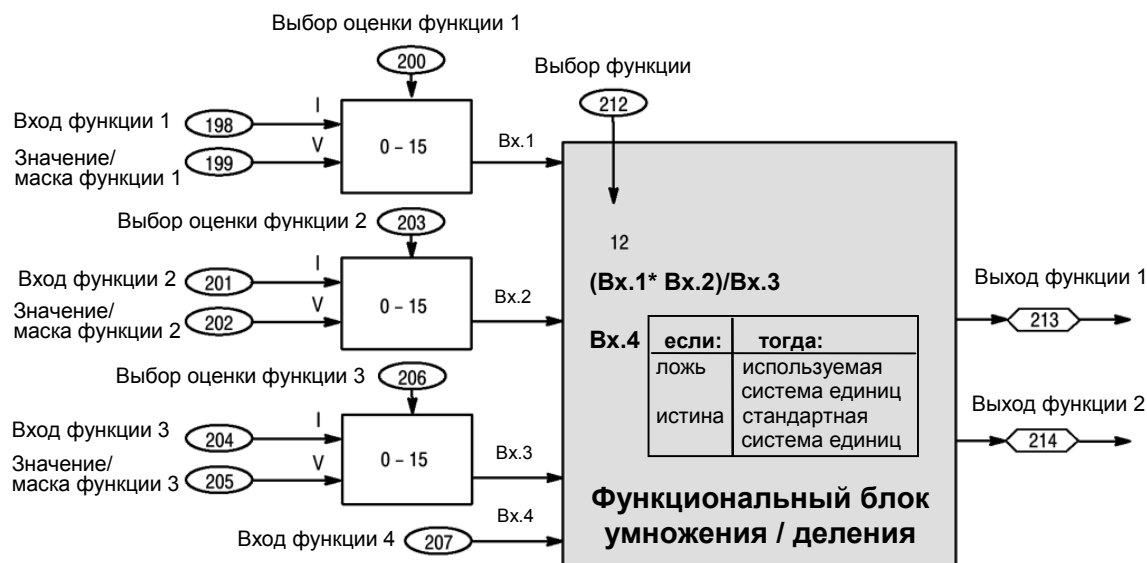 Выбор оценки функции 1
200
Выбор функции
212
Вход функции 1
198
I
Значение/
маска функции 1
199
V
0 – 15
Вх.1
Выбор оценки функции 2
203
12
Вход функции 2
201
I
Значение/
маска функции 2
202
V
0 – 15
Вх.2
(Вх.1* Вх.2)/Вх.3
Выход функции 1
213
Вх.4
если: тогда:
ложь используемая
система единиц
истина стандартная
система единиц
Выбор оценки функции 3
206
Выход функции 2
214
Вход функции 3
204
I
Значение/
маска функции 3
205
V
0 – 15
Вх.3
Вх.4
Вход функции 4
207
Функциональный блок
умножения / деления